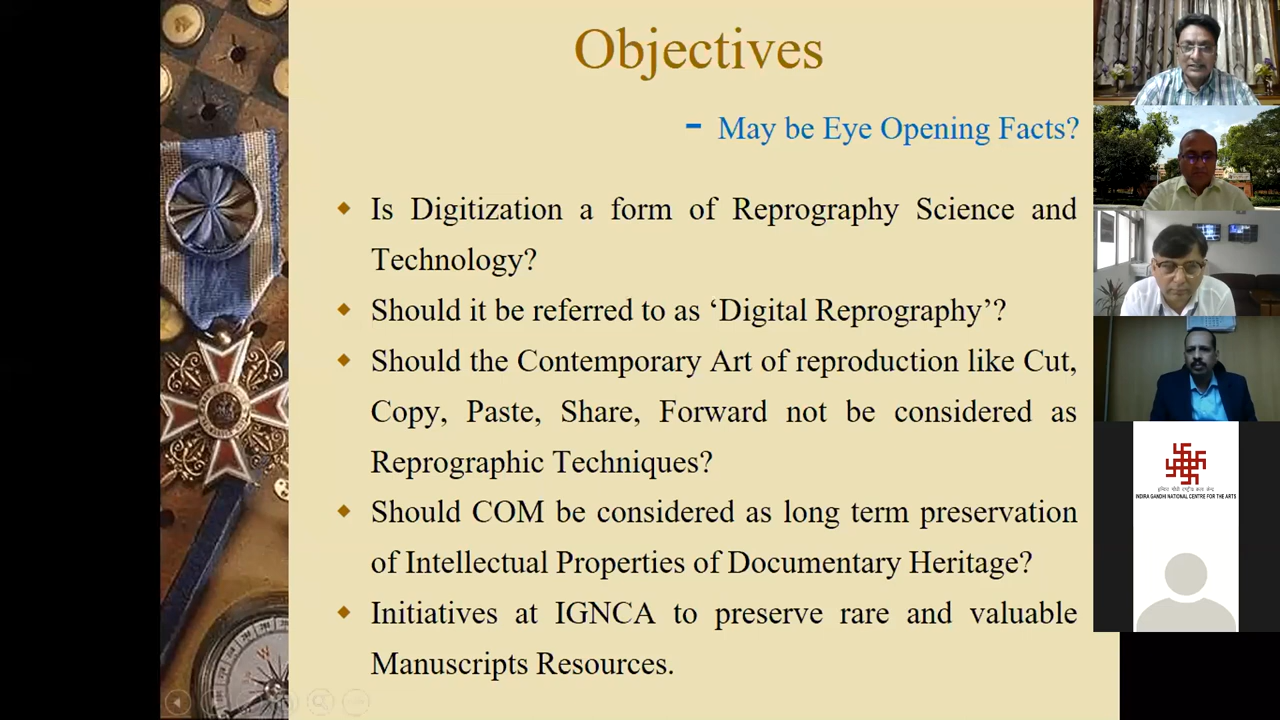 Objectives
- May be Eye Opening Facts?
Is Digitization a form of Reprography Science and
Technology?
Should it be referred to as ‘Digital Reprography’?
Should the Contemporary Art of reproduction like Cut,
Copy, Paste, Share, Forward not be considered as
Reprographic Techniques?
Should COM be considered as long term preservation
of Intellectual Properties of Documentary Heritage?
Initiatives at IGNCA to preserve rare and valuable
Manuscripts Resources.
INDIRA GANDHI NATIONAL CENTRE FOR THE ARTS